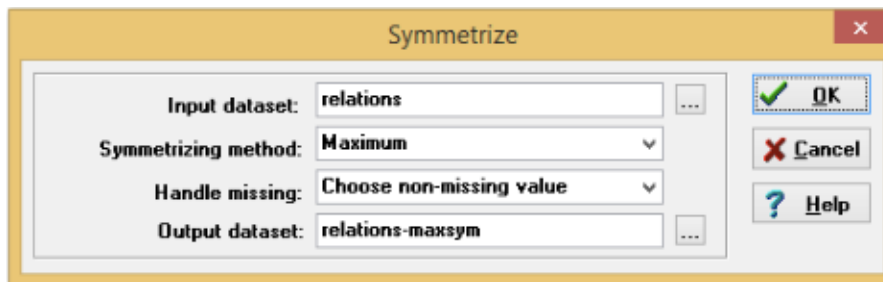 Symmetrize
Input dataset: relations ...
OK
Symmetrizing method: Maximum
Cancel
Handle missing: Choose non-missing value
Help
Output dataset: relations-maxsym ...